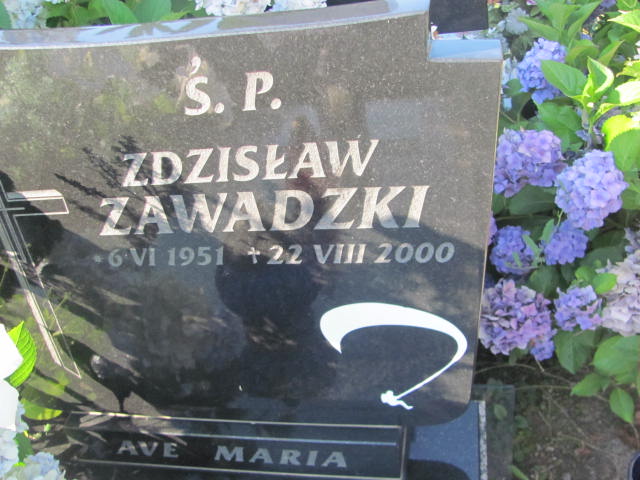 Ś. P.
ZDZISŁAW
ZAWADZKI
*6 VI 1951 †22 VIII 2000
AVE MARIA